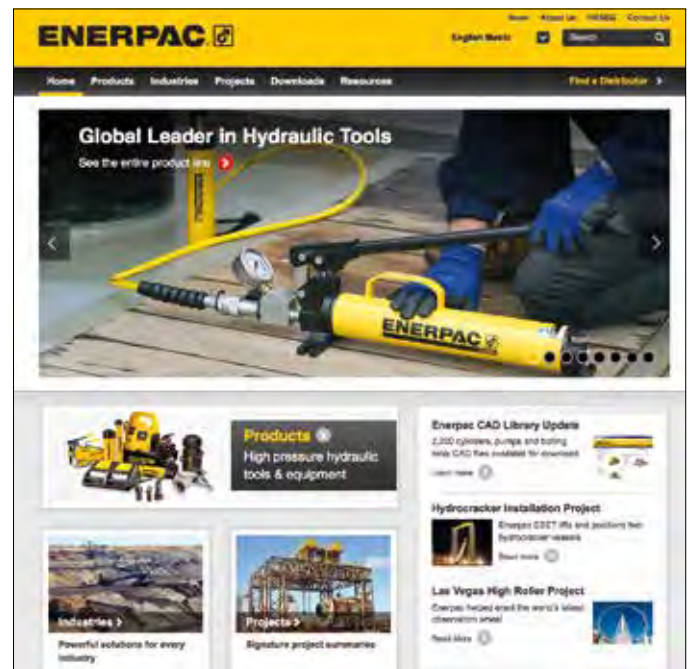 ENERPAC
News About Us Contact Us
English Metric
Search
Home Products Industries Projects Downloads Resources
Find a Distributor
Global Leader in Hydraulic Tools
See the entire product line
ENERPAC
Products
High pressure hydraulic
tools & equipment
Enerpac CAD Library Update
2,200 cylinders, pumps and bolting
tools CAD files available for download
Learn more
Hydrocracker Installation Project
Enerpac lifts and positions two
hydrocracker vessels
Read more
Las Vegas High Roller Project
Enerpac helped erect the world's tallest
observation wheel
Read More
Industries
Powerful solutions for every
industry
Projects
Signature project summaries